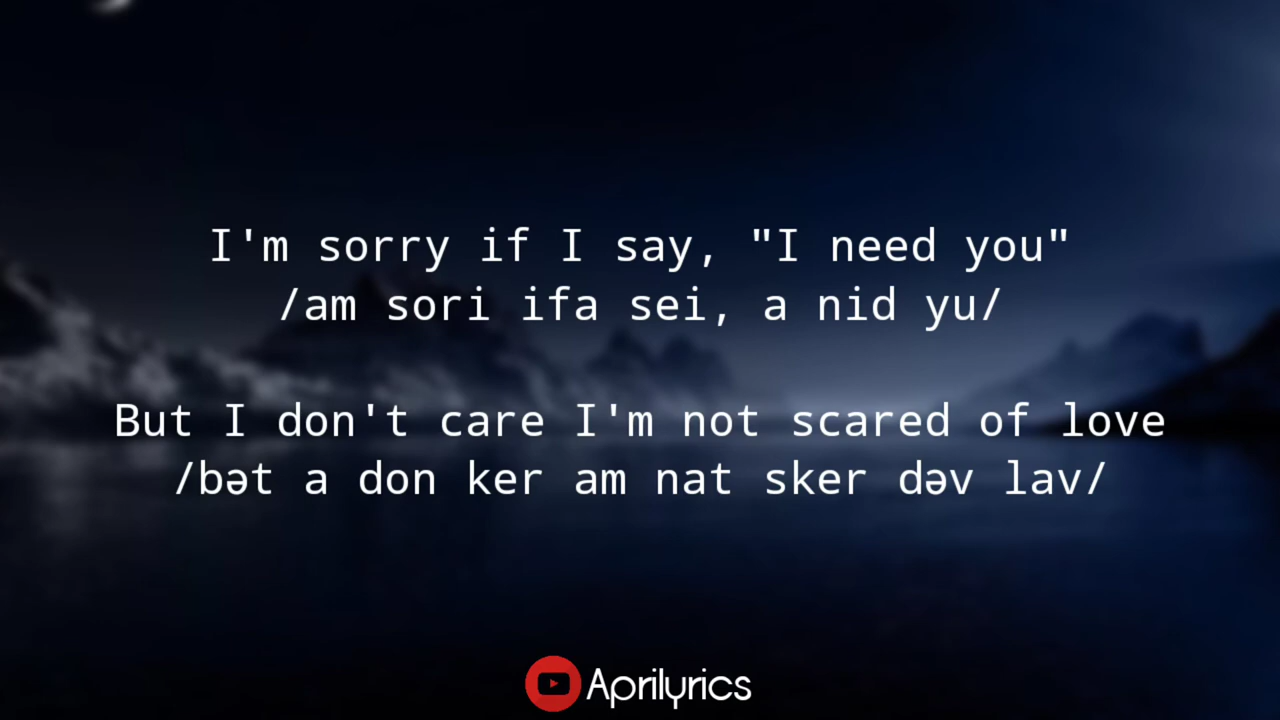 I'm sorry if I say, "I need you"
/am sori ifa sei, a nid yu/
But I don't care I'm not scared of love
/bət a don ker am nat sker dəv lav/
Aprilyrics